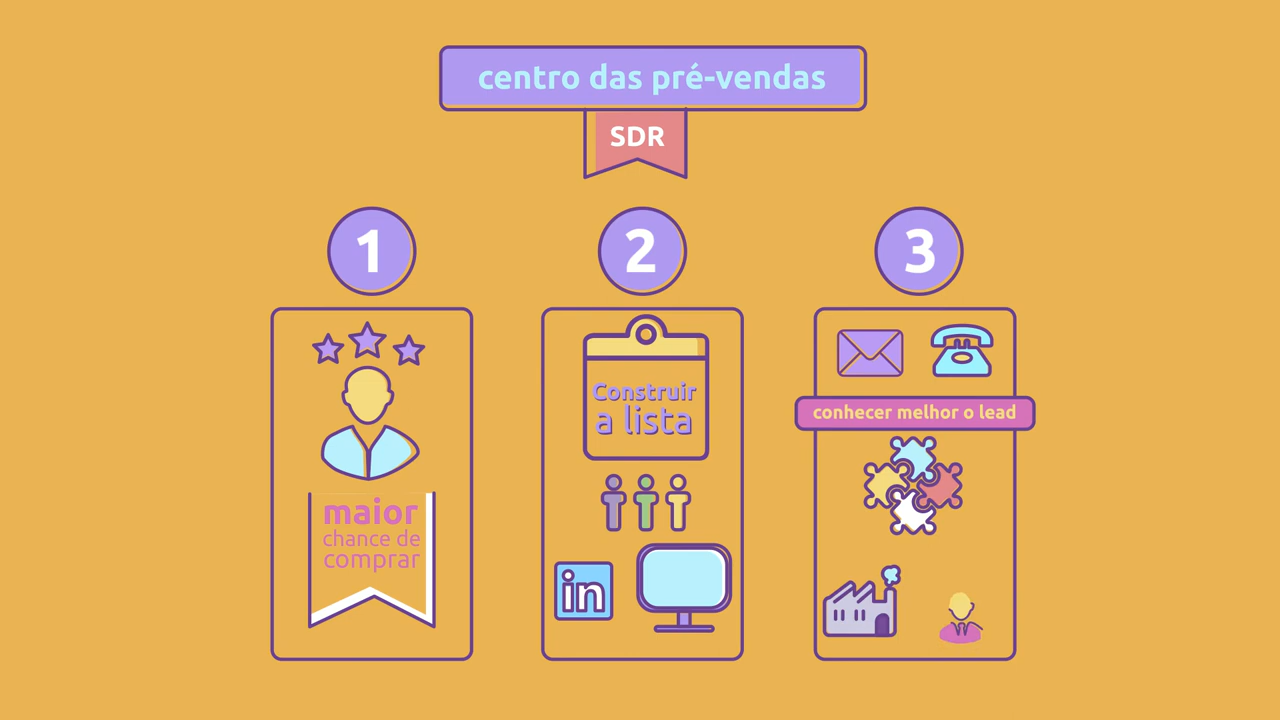 centro das pré-vendas
SDR
1
2
3
maior
chance de
comprar
Construir
a lista
in
conhecer melhor o lead